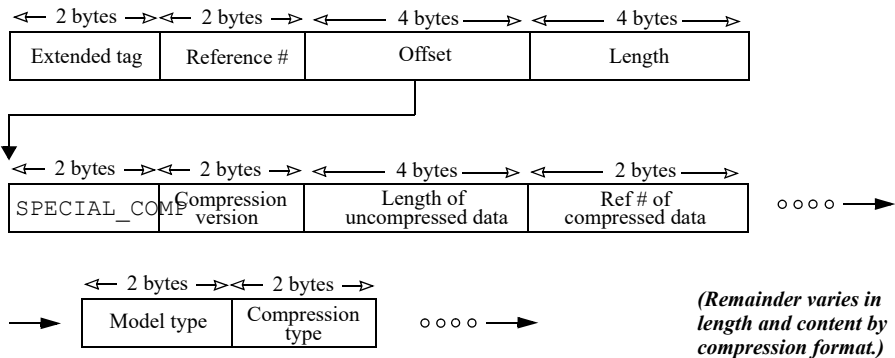 2 bytes 2 bytes 4 bytes 4 bytes
Extended tag Reference # Offset Length
2 bytes 2 bytes 4 bytes 2 bytes
SPECIAL_COMP Compression version Length of uncompressed data Ref # of compressed data
2 bytes 2 bytes
Model type Compression type
(Remainder varies in
length and content by
compression format.)